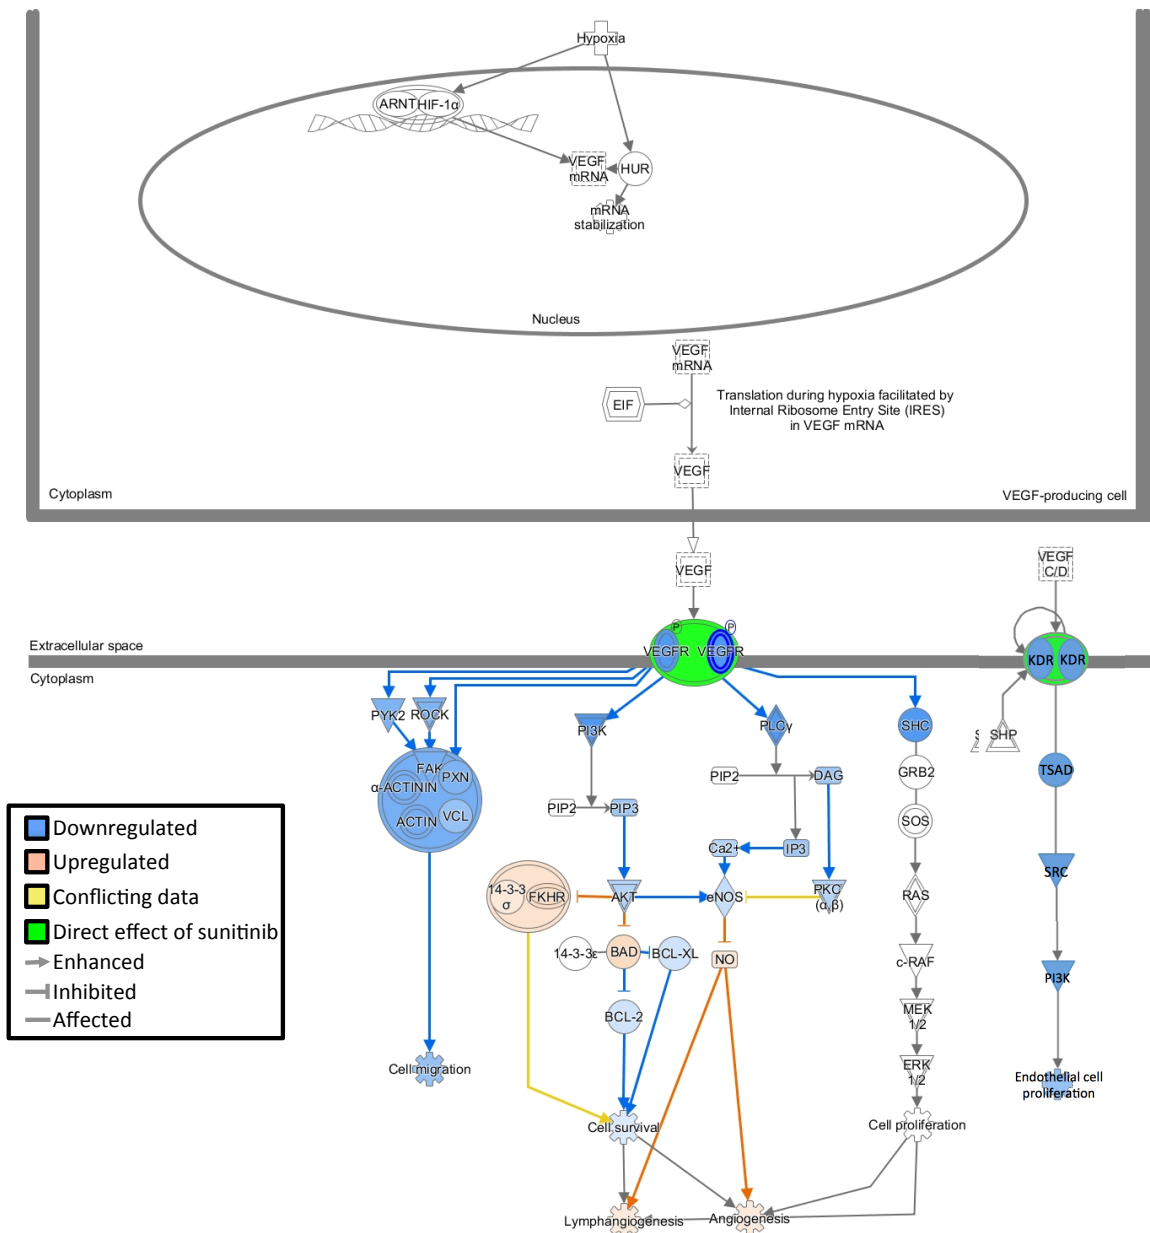 Hypoxia
ARNT
HIF-1α
VEGF
mRNA
HUR
mRNA
stabilization
Nucleus
VEGF
mRNA
EIF
Translation during hypoxia facilitated by
Internal Ribosome Entry Site (IRES)
in VEGF mRNA
VEGF
Cytoplasm
VEGF-producing cell
VEGF
VEGF
C/D
Extracellular space
P
P
VEGFR
VEGFR
KDR
KDR
Cytoplasm
PYK2
ROCK
PI3K
PLCγ
SHC
SHP
FAK
PXN
α-ACTININ
ACTIN
VCL
PIP2
DAG
GRB2
TSAD
PIP2
PIP3
SOS
Ca2+
IP3
14-3-3
σ
FKHR
AKT
eNOS
PKC
(α,β)
RAS
SRC
14-3-3ε
BAD
BCL-XL
NO
c-RAF
PI3K
BCL-2
MEK
1/2
ERK
1/2
Cell migration
Endothelial cell
proliferation
Cell survival
Cell proliferation
Lymphangiogenesis
Angiogenesis
Downregulated
Upregulated
Conflicting data
Direct effect of sunitinib
Enhanced
Inhibited
Affected